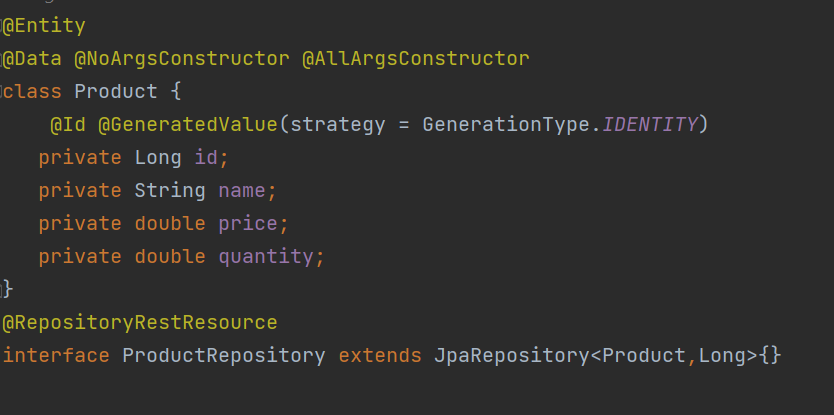 @Entity
@Data @NoArgsConstructor @AllArgsConstructor
class Product {
    @Id @GeneratedValue(strategy = GenerationType.IDENTITY)
   private Long id;
   private String name;
   private double price;
   private double quantity;
}
@RepositoryRestResource
interface ProductRepository extends JpaRepository<Product,Long>{}